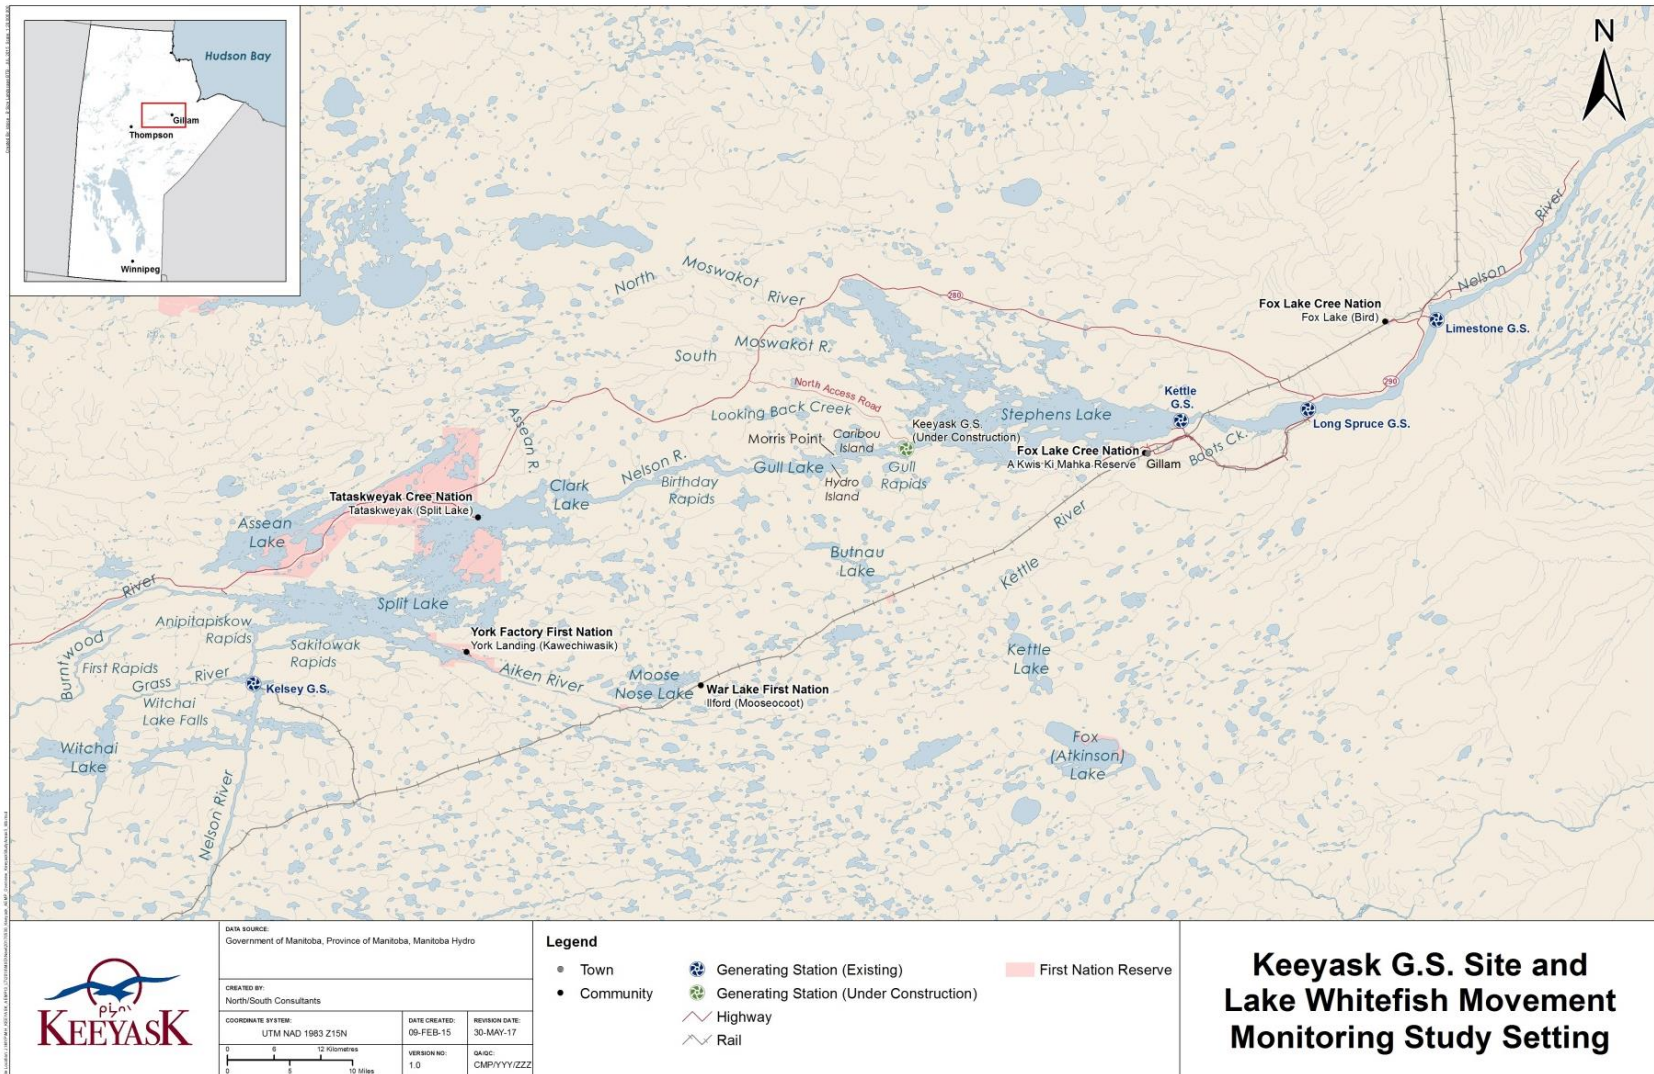 Hudson Bay
Gillam
Thompson
Winnipeg
N
North
Moswakot
River
280
South
Moswakot R.
North Access Road
Looking Back Creek
Stephens Lake
Kettle
G.S.
Fox Lake Cree Nation
Fox Lake (Bird)
Nelson
River
Limestone G.S.
290
Long Spruce G.S.
Boots Ck.
Keeyask G.S.
(Under Construction)
Morris Point
Caribou
Island
Fox Lake Cree Nation
A Kwis Ki Mahka Reserve
Gillam
Assean R.
Nelson R.
Gull Lake
Gull
Rapids
Hydro
Island
Birthday
Rapids
Clark
Lake
Tataskweyak Cree Nation
Tataskweyak (Split Lake)
Assean
Lake
Butnau
Lake
Kettle
River
River
Burntwood
Split Lake
Anipitapiskow
Rapids
Sakitowak
Rapids
York Factory First Nation
York Landing (Kawechiwasik)
Aiken River
Moose
Nose Lake
War Lake First Nation
Ilford (Mooseocoot)
Kettle
Lake
First Rapids
Grass River
Kelsey G.S.
Witchai
Lake Falls
Witchai
Lake
Nelson River
Fox
(Atkinson)
Lake
ᑭᔭᐢᐠ
KEEYASK
DATA SOURCE:
Government of Manitoba, Province of Manitoba, Manitoba Hydro
CREATED BY:
North/South Consultants
COORDINATE SYSTEM:
UTM NAD 1983 Z15N
DATE CREATED:
09-FEB-15
REVISION DATE:
30-MAY-17
0 6 12 Kilometres
0 5 10 Miles
VERSION NO:
1.0
QA/QC:
CMP/YYY/ZZZ
Legend
Town
Community
Generating Station (Existing)
Generating Station (Under Construction)
Highway
Rail
First Nation Reserve
Keeyask G.S. Site and
Lake Whitefish Movement
Monitoring Study Setting